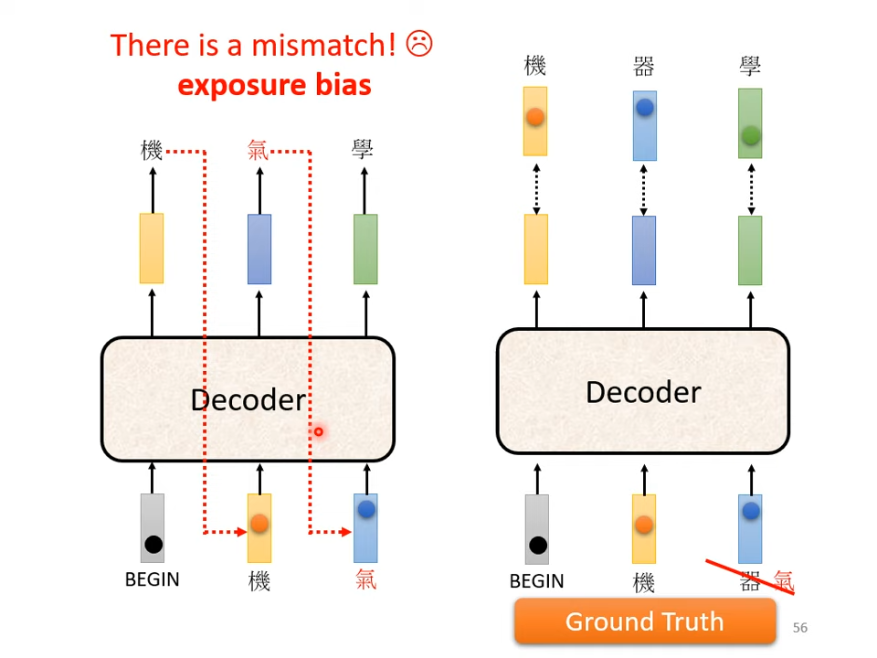 There is a mismatch! ☹
exposure bias
機 氣 學
Decoder
BEGIN 機 氣
機 器 學
Decoder
BEGIN 機 器 氣
Ground Truth
56